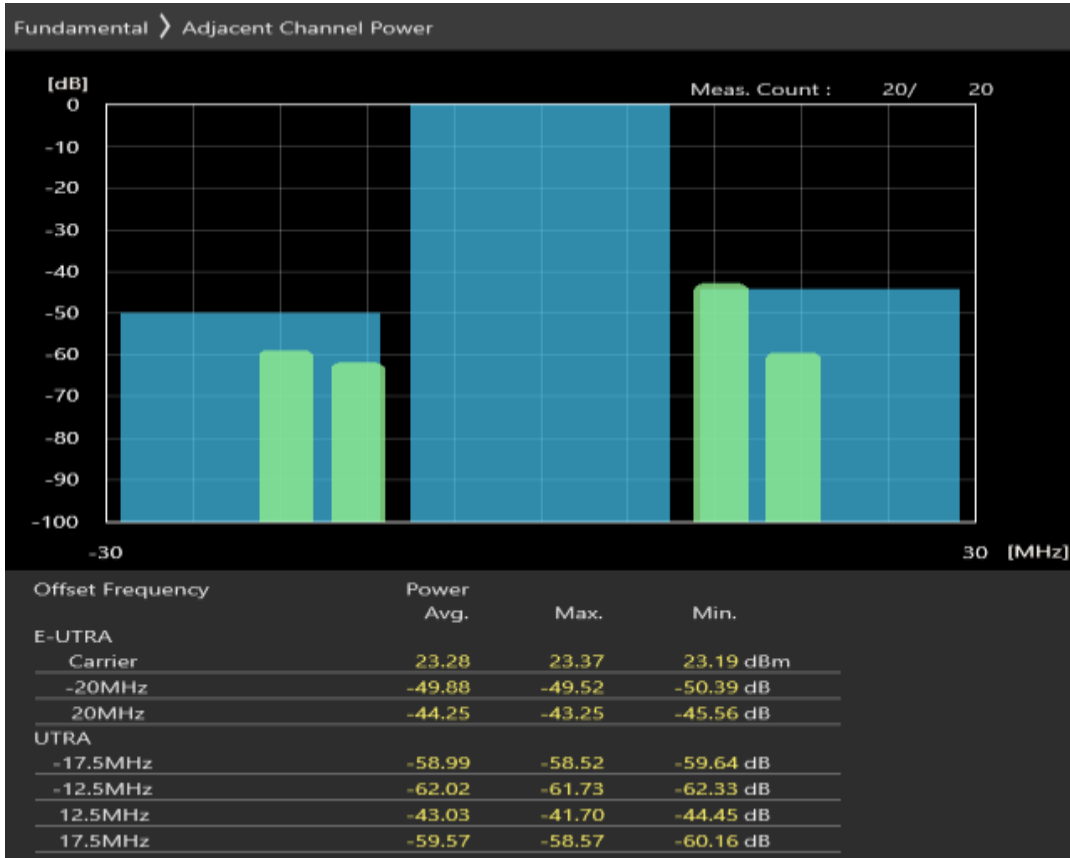 Fundamental 〉 Adjacent Channel Power
[dB]
Meas. Count : 20/ 20
0
-10
-20
-30
-40
-50
-60
-70
-80
-90
-100
-30 30 [MHz]
Offset Frequency Power
Avg. Max. Min.
E-UTRA
Carrier 23.28 23.37 23.19 dBm
-20MHz -49.88 -49.52 -50.39 dB
20MHz -44.25 -43.25 -45.56 dB
UTRA
-17.5MHz -58.99 -58.52 -59.64 dB
-12.5MHz -62.02 -61.73 -62.33 dB
12.5MHz -43.03 -41.70 -44.45 dB
17.5MHz -59.57 -58.57 -60.16 dB